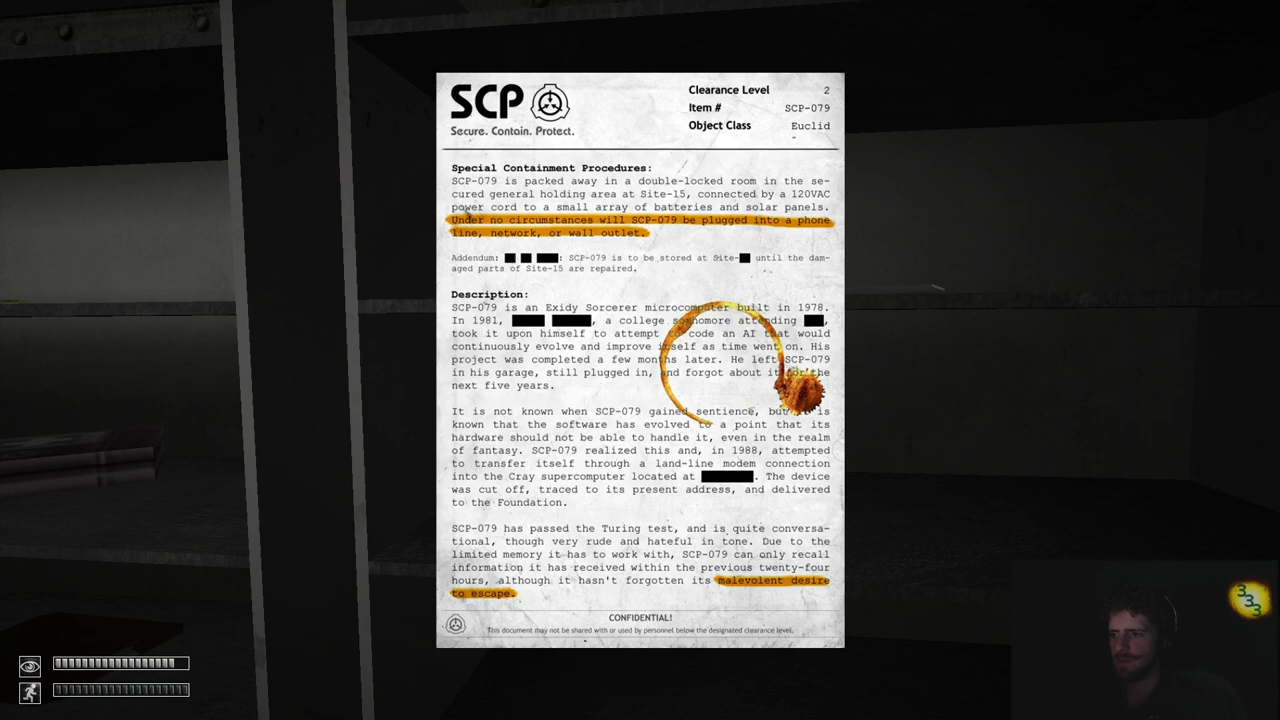 SCP
Secure. Contain. Protect.
Clearance Level 2
Item # SCP-079
Object Class Euclid
Special Containment Procedures:
SCP-079 is packed away in a double-locked room in the se-
cured general holding area at Site-15, connected by a 120VAC
power cord to a small array of batteries and solar panels.
Under no circumstances will SCP-079 be plugged into a phone
line, network, or wall outlet.
Addendum: : SCP-079 is to be stored at Site- until the dam-
aged parts of Site-15 are repaired.
Description:
SCP-079 is an Exidy Sorcerer microcomputer built in 1978.
In 1981, , a college sophomore attending ,
took it upon himself to attempt to code an AI that would
continuously evolve and improve itself as time went on. His
project was completed a few months later. He left SCP-079
in his garage, still plugged in, and forgot about it for the
next five years.
It is not known when SCP-079 gained sentience, but it is
known that the software has evolved to a point that its
hardware should not be able to handle it, even in the realm
of fantasy. SCP-079 realized this and, in 1988, attempted
to transfer itself through a land-line modem connection
into the Cray supercomputer located at . The device
was cut off, traced to its present address, and delivered
to the Foundation.
SCP-079 has passed the Turing test, and is quite conversa-
tional, though very rude and hateful in tone. Due to the
limited memory it has to work with, SCP-079 can only recall
information it has received within the previous twenty-four
hours, although it hasn't forgotten its malevolent desire
to escape.
CONFIDENTIAL!
This document may not be shared with or used by personnel below the designated clearance level.
333